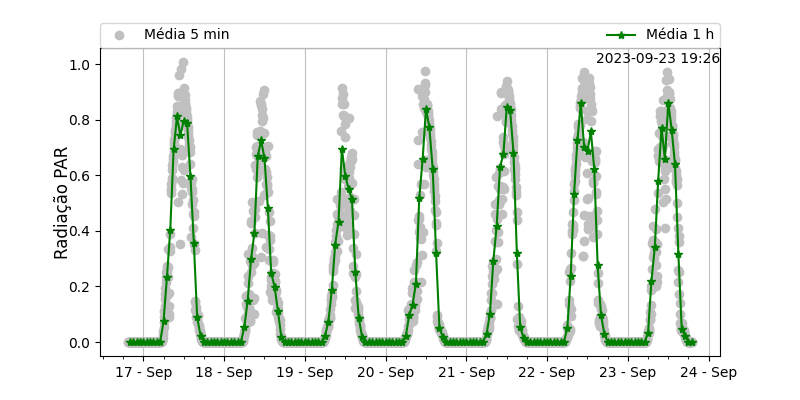 Média 5 min
Média 1 h
2023-09-23 19:26
Radiação PAR
1.0
0.8
0.6
0.4
0.2
0.0
17 - Sep
18 - Sep
19 - Sep
20 - Sep
21 - Sep
22 - Sep
23 - Sep
24 - Sep